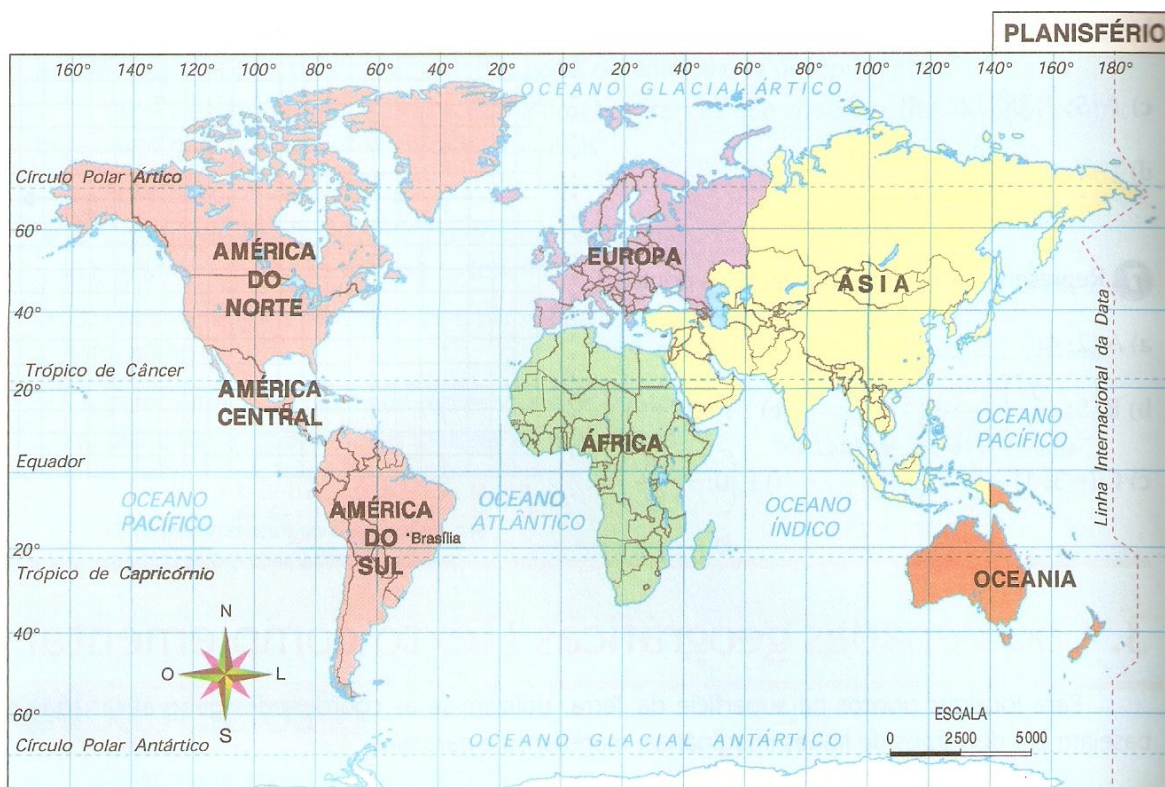 PLANISFÉRIO
160° 140° 120° 100° 80° 60° 40° 20° 0 20° 40° 60° 80° 100° 120° 140° 160° 180°
OCEANO GLACIAL ÁRTICO
Círculo Polar Ártico
60°
AMÉRICA
DO
NORTE
EUROPA
ÁSIA
40°
Trópico de Câncer
20°
AMÉRICA
CENTRAL
ÁFRICA
OCEANO
PACÍFICO
Linha Internacional da Data
Equador
OCEANO
PACÍFICO
AMÉRICA
DO
SUL
Brasília
OCEANO
ATLÂNTICO
OCEANO
ÍNDICO
20°
Trópico de Capricórnio
OCEANIA
40°
N
O
L
S
60°
Círculo Polar Antártico
OCEANO GLACIAL ANTÁRTICO
ESCALA
0 2500 5000